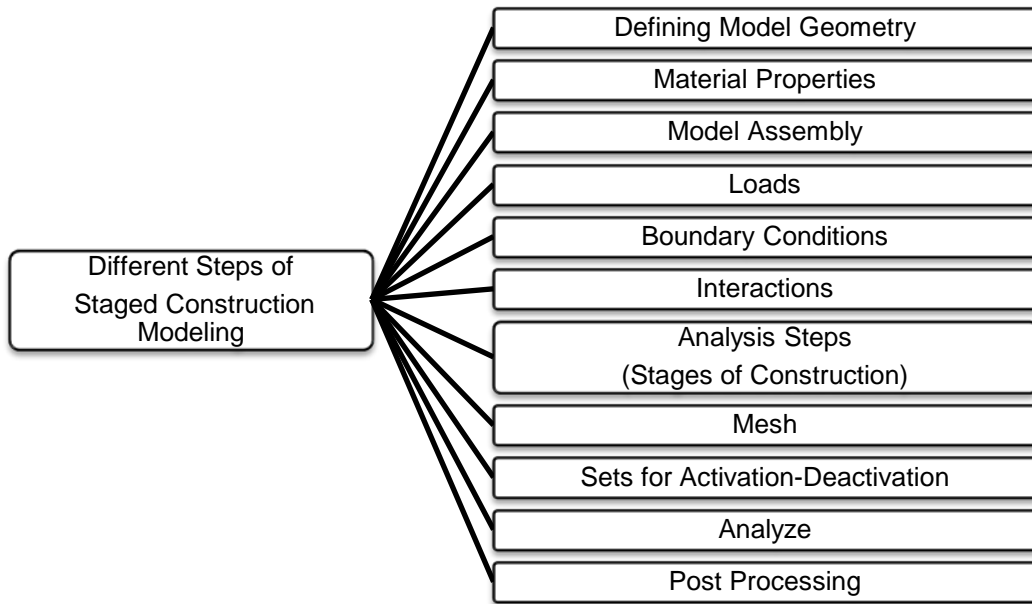 Different Steps of
Staged Construction
Modeling
Defining Model Geometry
Material Properties
Model Assembly
Loads
Boundary Conditions
Interactions
Analysis Steps
(Stages of Construction)
Mesh
Sets for Activation-Deactivation
Analyze
Post Processing